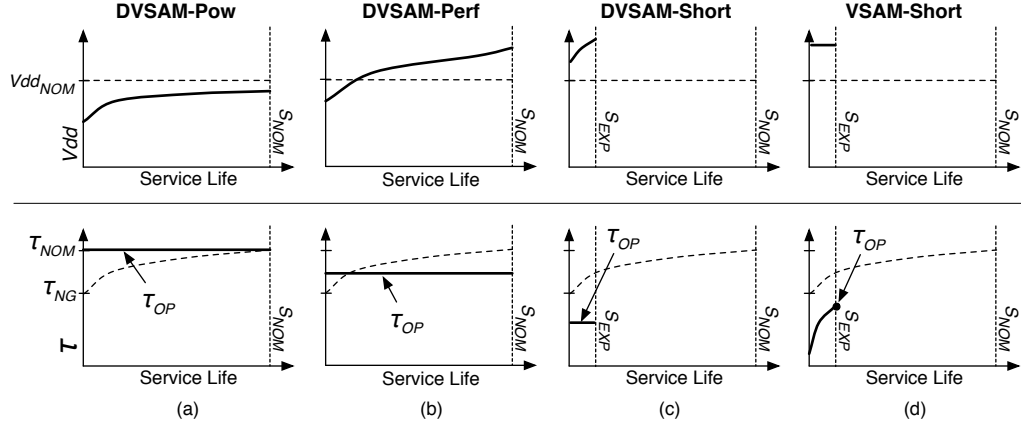 DVSAM-Pow
DVSAM-Perf
DVSAM-Short
VSAM-Short
Vdd_NOM
Vdd
S_NOM
Service Life
S_NOM
Service Life
S_EXP
S_NOM
Service Life
S_EXP
S_NOM
Service Life
τ_NOM
τ_NG
τ
τ_OP
S_NOM
Service Life
(a)
τ_OP
S_NOM
Service Life
(b)
τ_OP
S_EXP
S_NOM
Service Life
(c)
τ_OP
S_EXP
S_NOM
Service Life
(d)